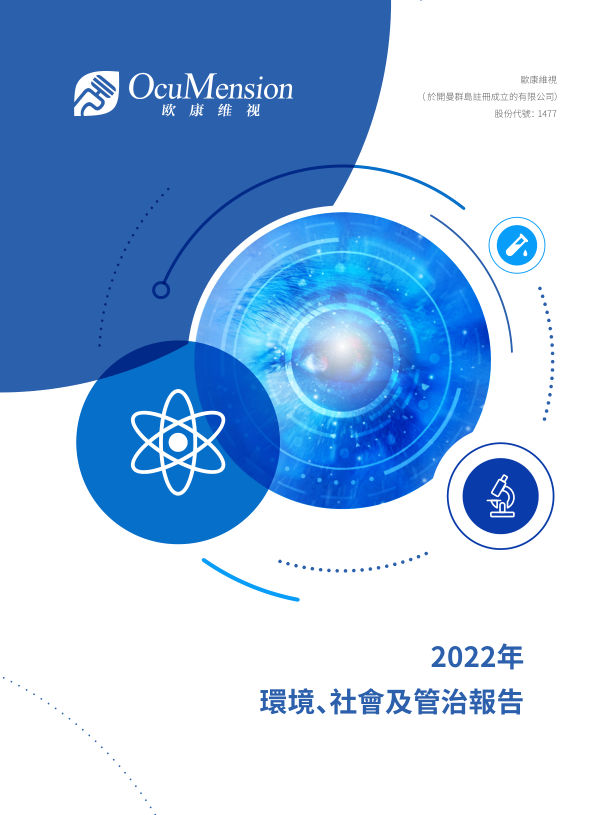 OcuMension
欧康维视
歐康維視
（於開曼群島註冊成立的有限公司）
股份代號：1477
2022年
環境、社會及管治報告